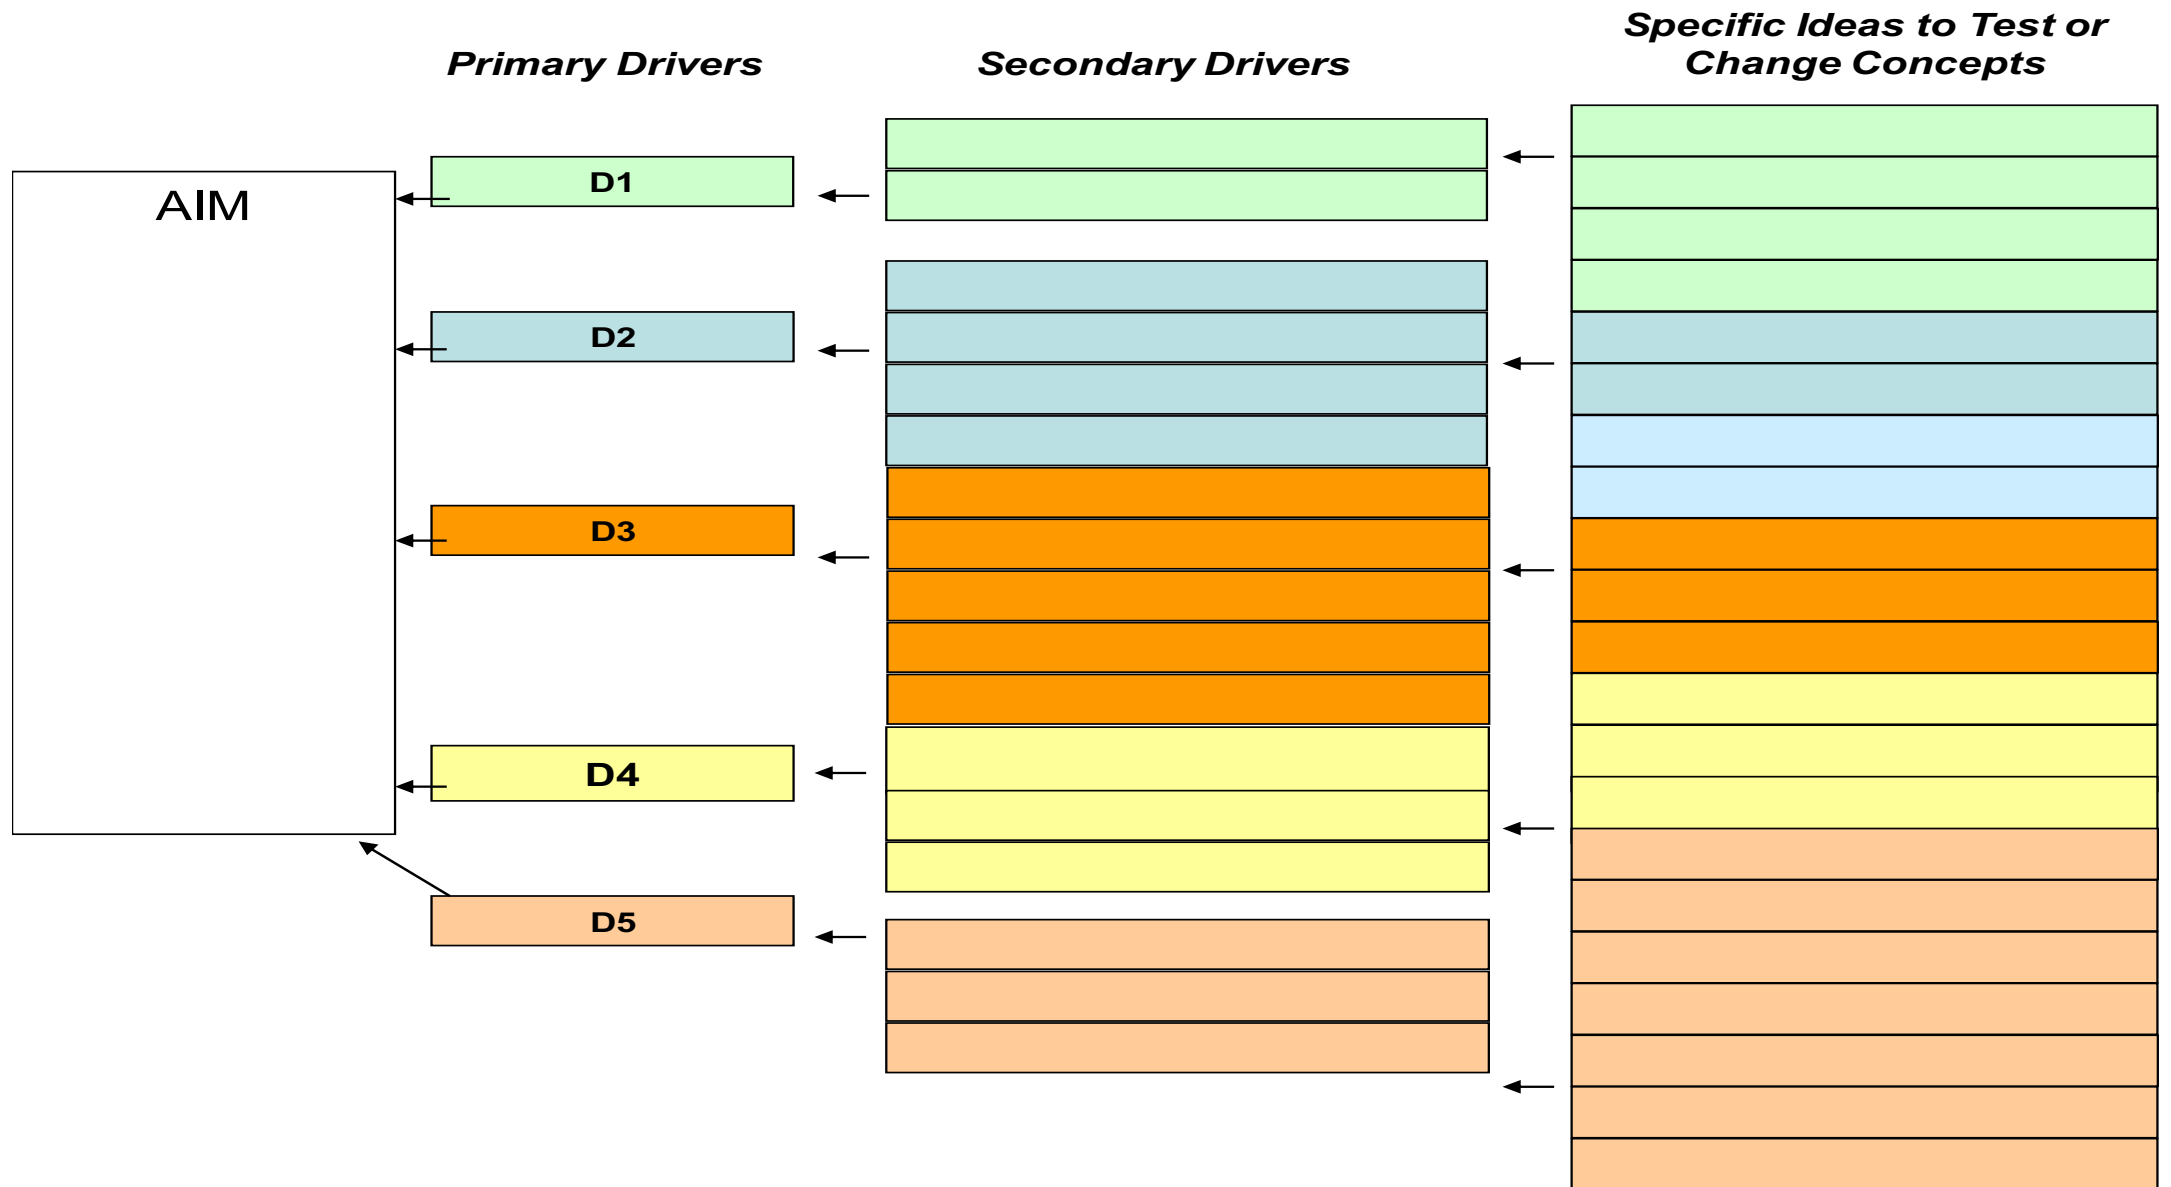 Specific Ideas to Test or
Change Concepts
Primary Drivers
Secondary Drivers
AIM
D1
D2
D3
D4
D5